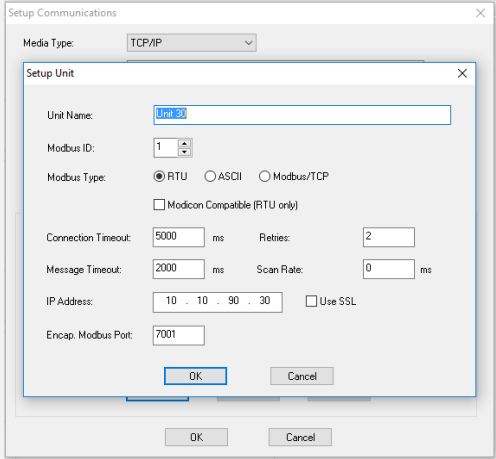 Setup Communications
Media Type: TCP/IP
Setup Unit
Unit Name: Unit 30
Modbus ID: 1
Modbus Type: RTU ASCII Modbus/TCP
Modicon Compatible (RTU only)
Connection Timeout: 5000 ms Retries: 2
Message Timeout: 2000 ms Scan Rate: 0 ms
IP Address: 10 . 10 . 90 . 30 Use SSL
Encap. Modbus Port: 7001
OK Cancel
OK Cancel